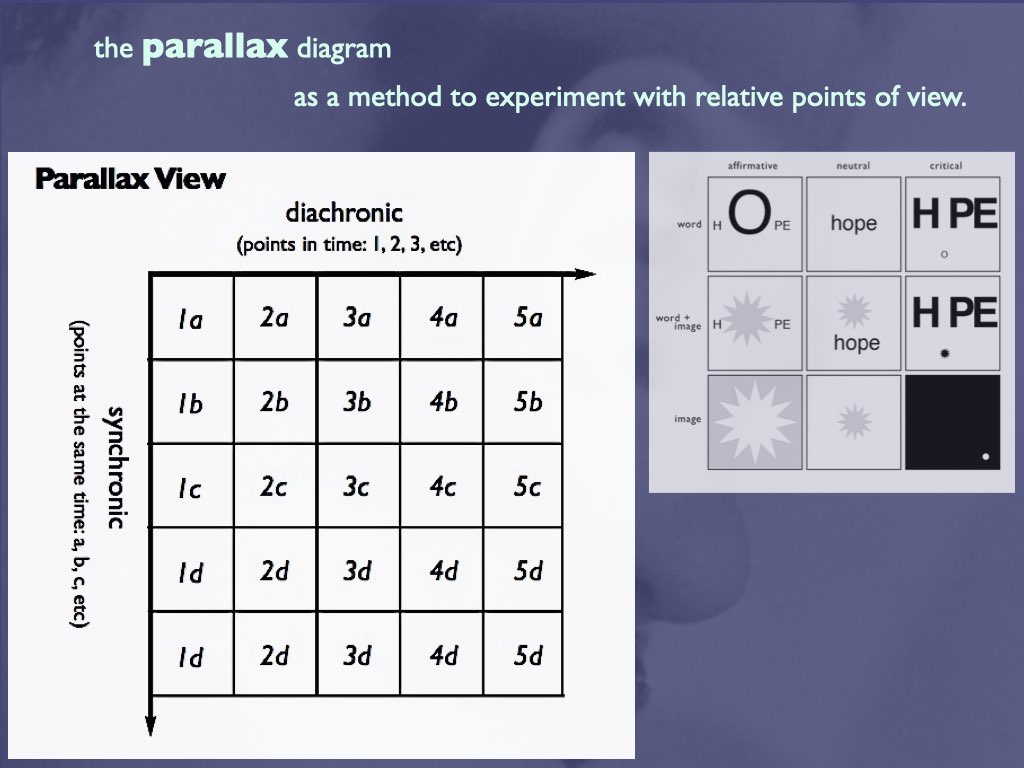 the parallax diagram
as a method to experiment with relative points of view.
Parallax View
diachronic
(points in time: 1, 2, 3, etc)
synchronic
(points at the same time: a, b, c, etc)
1a 2a 3a 4a 5a
1b 2b 3b 4b 5b
1c 2c 3c 4c 5c
1d 2d 3d 4d 5d
1d 2d 3d 4d 5d
affirmative neutral critical
word H O PE hope H PE o
word + image H PE hope H PE
image